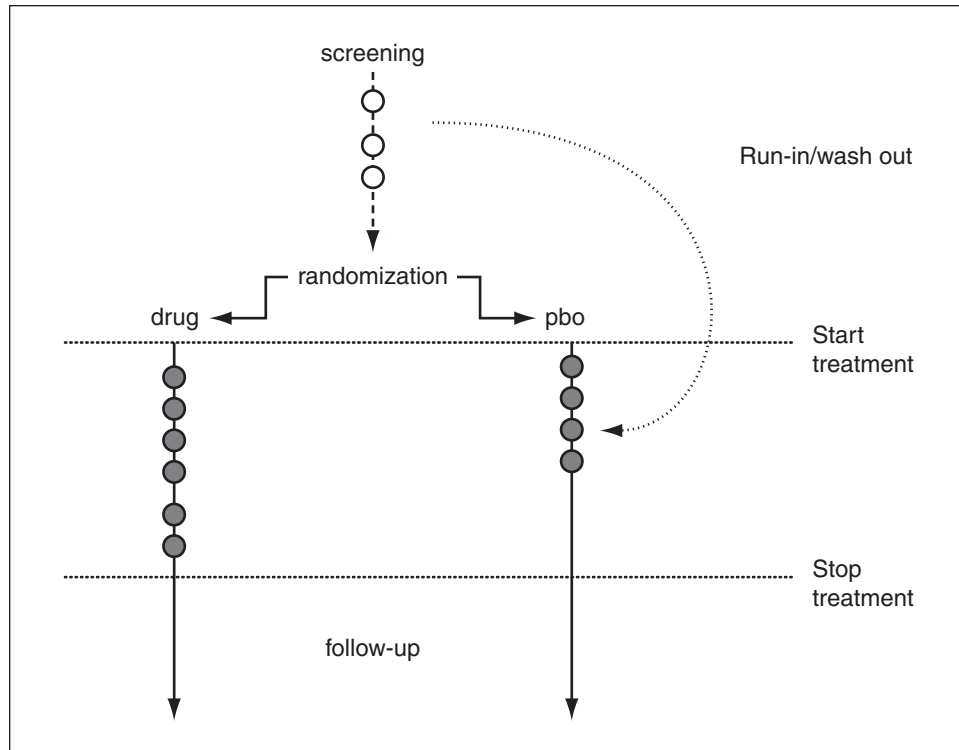 screening
Run-in/wash out
randomization
drug
pbo
Start
treatment
Stop
treatment
follow-up